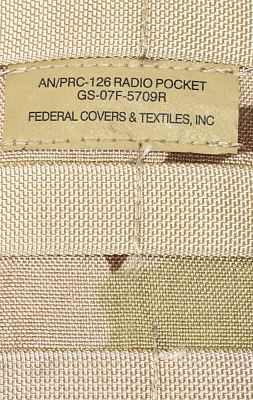 AN/PRC-126 RADIO POCKET
GS-07F-5709R
FEDERAL COVERS & TEXTILES, INC